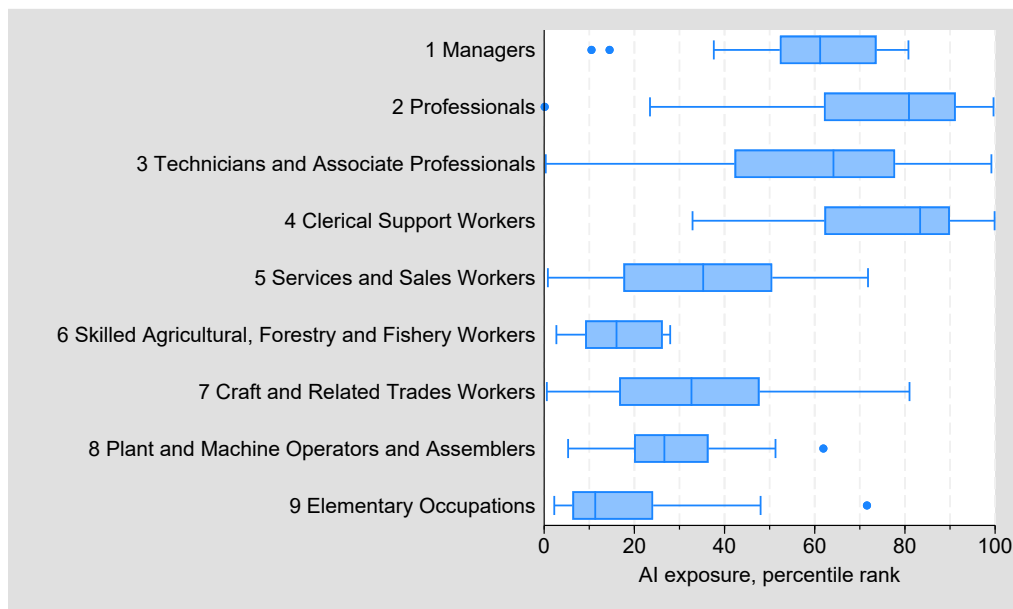 1 Managers
2 Professionals
3 Technicians and Associate Professionals
4 Clerical Support Workers
5 Services and Sales Workers
6 Skilled Agricultural, Forestry and Fishery Workers
7 Craft and Related Trades Workers
8 Plant and Machine Operators and Assemblers
9 Elementary Occupations
0 20 40 60 80 100
AI exposure, percentile rank